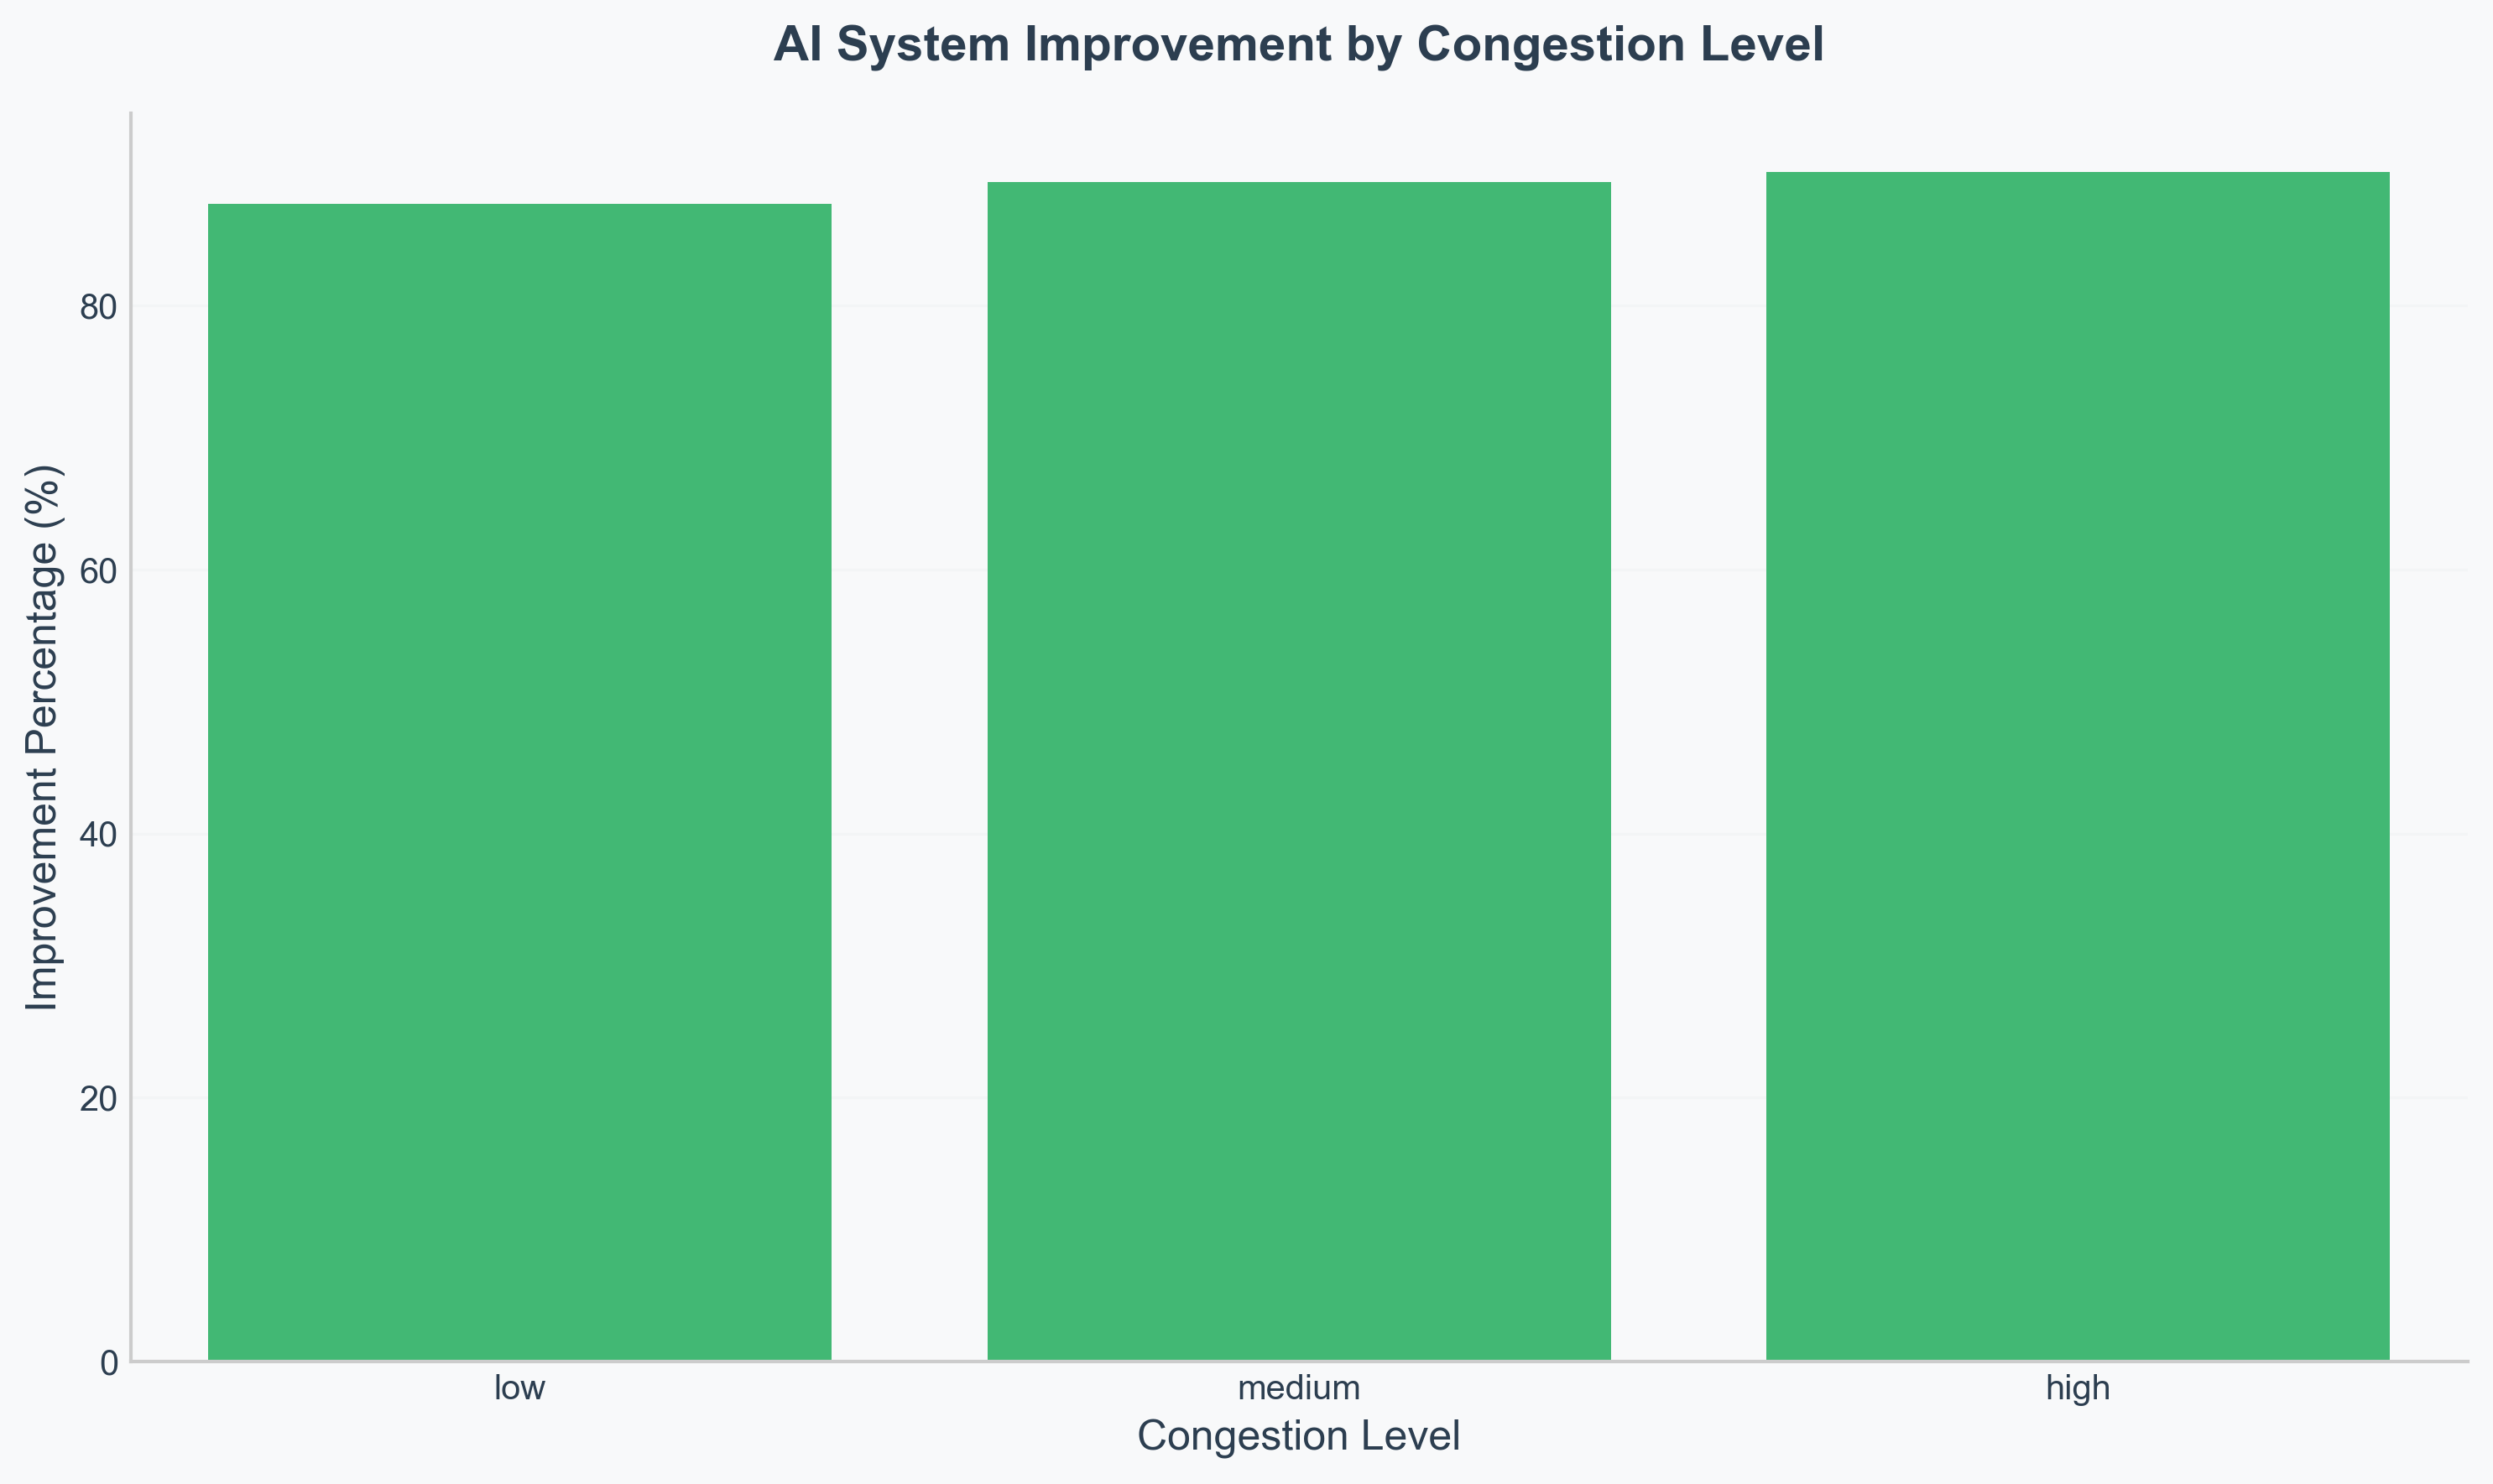 AI System Improvement by Congestion Level
Improvement Percentage (%)
80
60
40
20
0
low
medium
high
Congestion Level